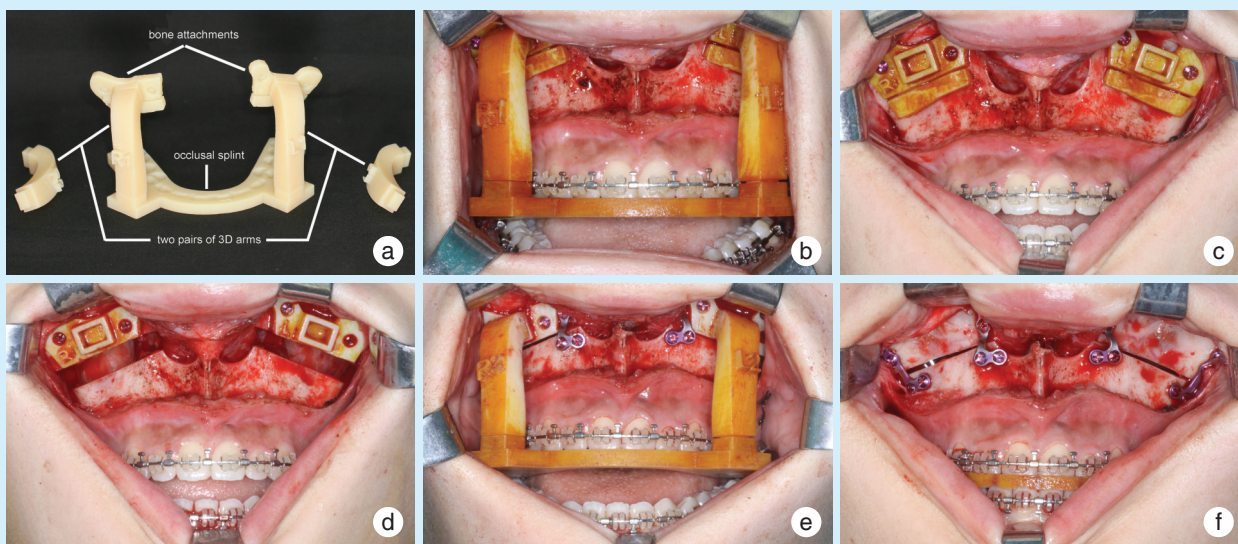 bone attachments
occlusal splint
two pairs of 3D arms
a
b
c
d
e
f